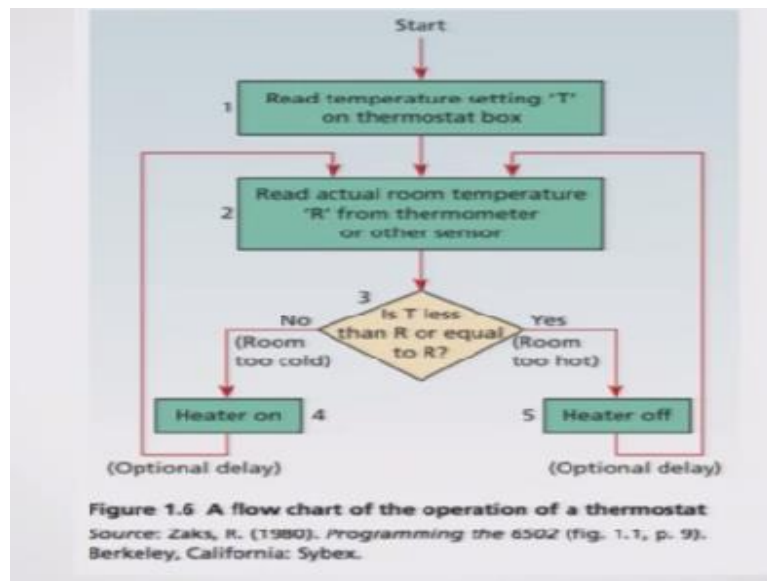 Start
1
Read temperature setting 'T'
on thermostat box
2
Read actual room temperature
'R' from thermometer
or other sensor
3
Is T less
than R or equal
to R?
No
(Room
too cold)
Yes
(Room
too hot)
Heater on
4
5
Heater off
(Optional delay)
(Optional delay)
Figure 1.6 A flow chart of the operation of a thermostat
Source: Zaks, R. (1980). Programming the 6502 (fig. 1.1, p. 9).
Berkeley, California: Sybex.